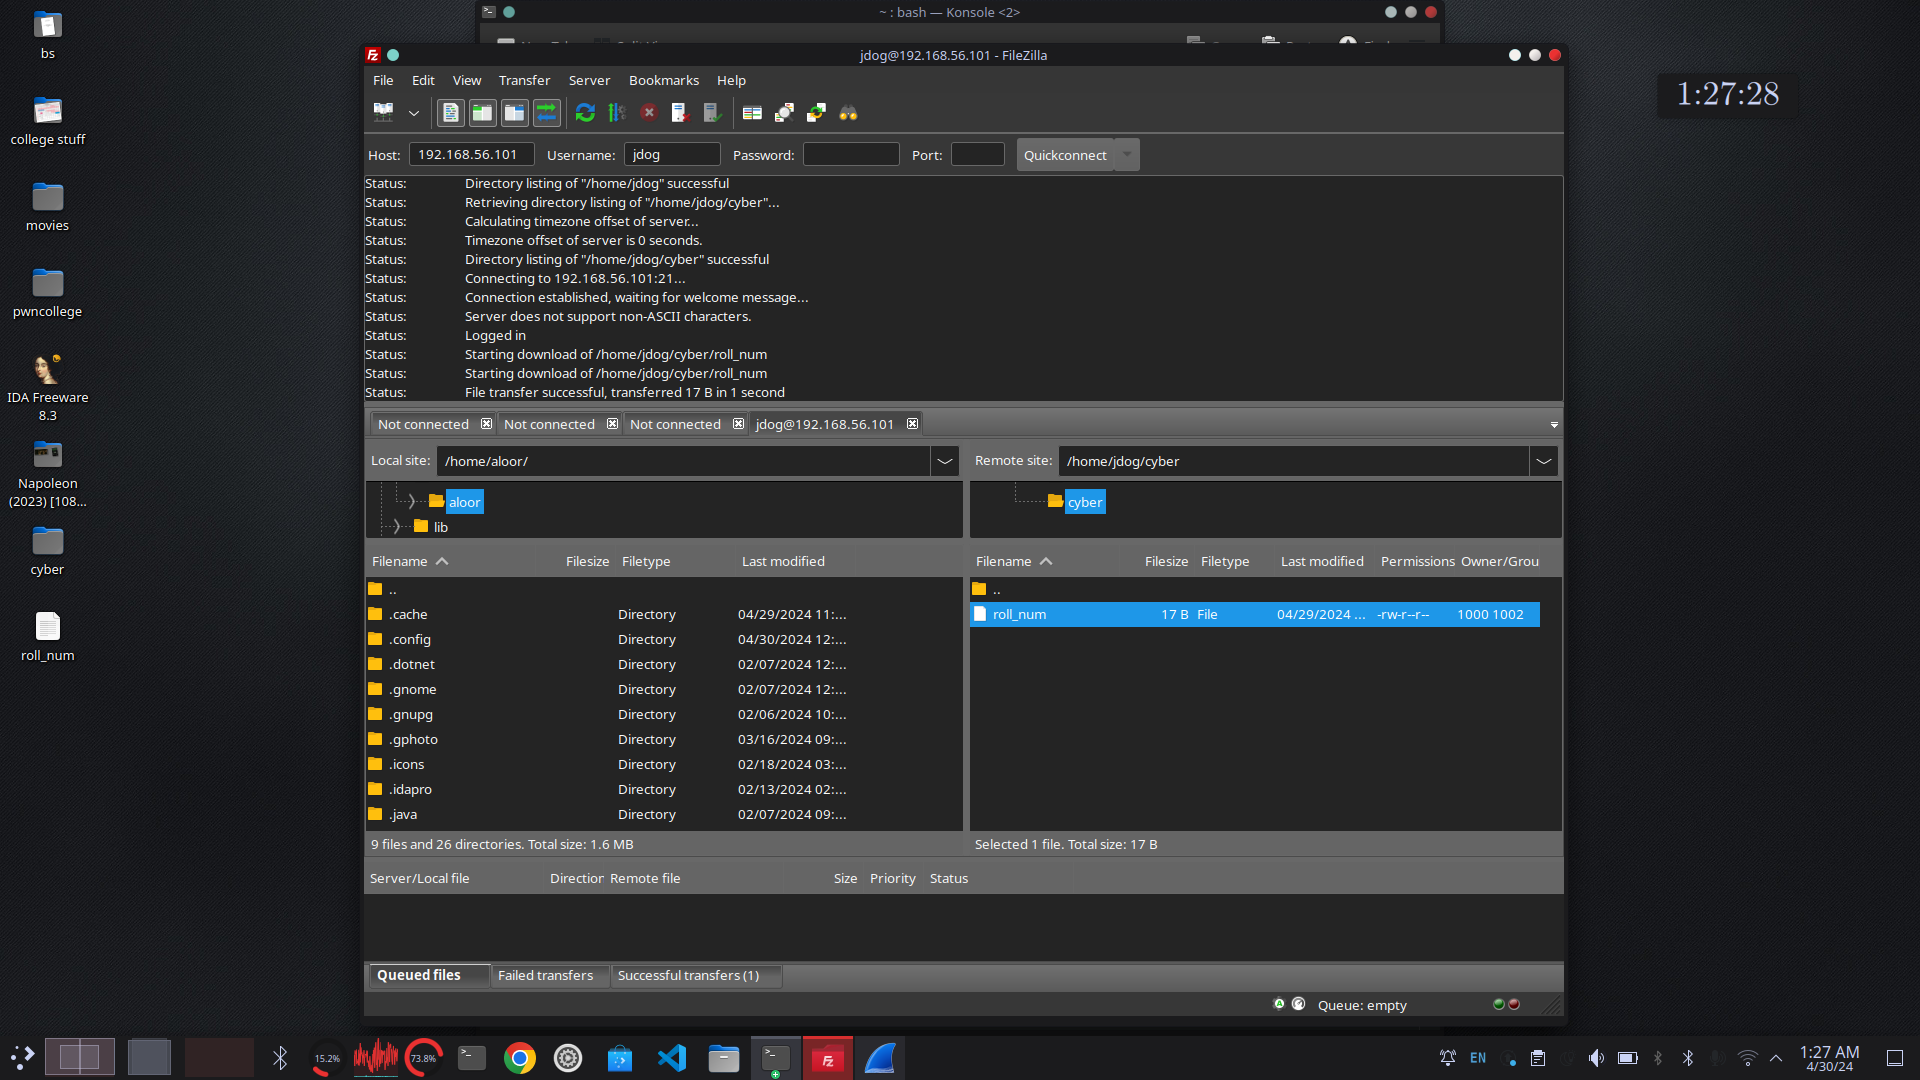 ~ : bash — Konsole <2>
bs
college stuff
movies
pwncollege
IDA Freeware
8.3
Napoleon
(2023) [108...
cyber
roll_num
jdog@192.168.56.101 - FileZilla
File Edit View Transfer Server Bookmarks Help
Host: 192.168.56.101 Username: jdog Password: Port: Quickconnect
Status: Directory listing of "/home/jdog" successful
Status: Retrieving directory listing of "/home/jdog/cyber"...
Status: Calculating timezone offset of server...
Status: Timezone offset of server is 0 seconds.
Status: Directory listing of "/home/jdog/cyber" successful
Status: Connecting to 192.168.56.101:21...
Status: Connection established, waiting for welcome message...
Status: Server does not support non-ASCII characters.
Status: Logged in
Status: Starting download of /home/jdog/cyber/roll_num
Status: Starting download of /home/jdog/cyber/roll_num
Status: File transfer successful, transferred 17 B in 1 second
Not connected Not connected Not connected jdog@192.168.56.101
Local site: /home/aloor/
aloor
lib
Filename Filesize Filetype Last modified
..
.cache Directory 04/29/2024 11:...
.config Directory 04/30/2024 12:...
.dotnet Directory 02/07/2024 12:...
.gnome Directory 02/07/2024 12:...
.gnupg Directory 02/06/2024 10:...
.gphoto Directory 03/16/2024 09:...
.icons Directory 02/18/2024 03:...
.idapro Directory 02/13/2024 02:...
.java Directory 02/07/2024 09:...
9 files and 26 directories. Total size: 1.6 MB
Remote site: /home/jdog/cyber
cyber
Filename Filesize Filetype Last modified Permissions Owner/Grou
..
roll_num 17 B File 04/29/2024 ... -rw-r--r-- 1000 1002
Selected 1 file. Total size: 17 B
Server/Local file Direction Remote file Size Priority Status
Queued files Failed transfers Successful transfers (1)
Queue: empty
1:27:28
15.2%
73.8%
EN
1:27 AM
4/30/24